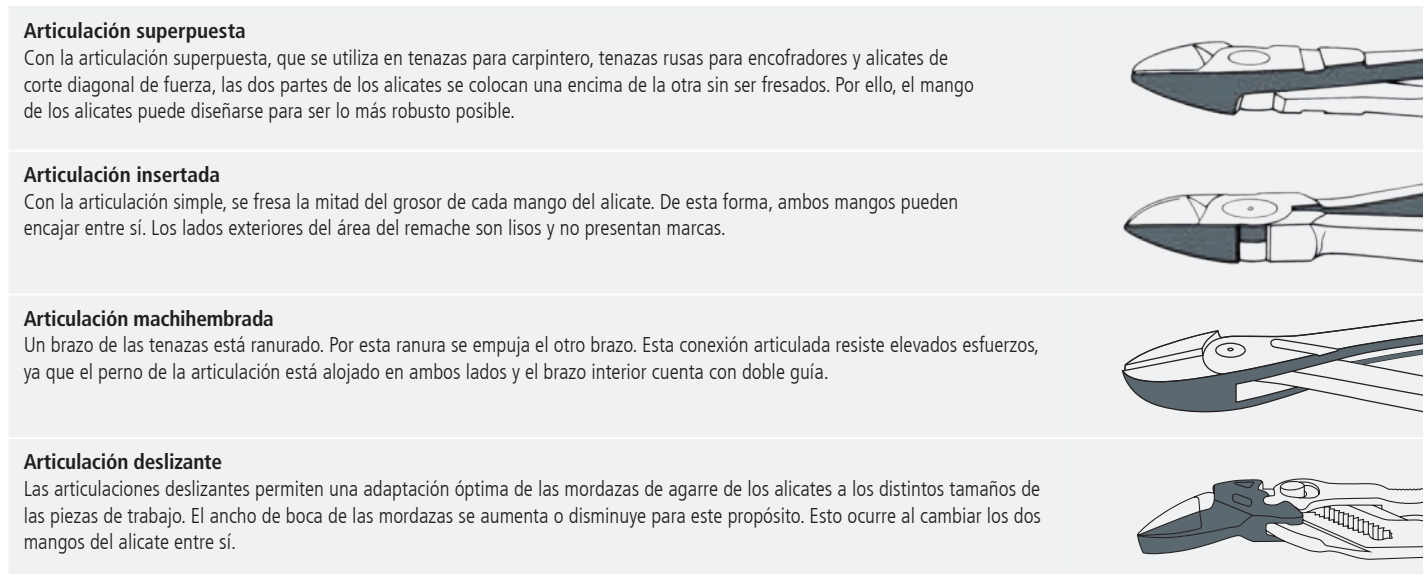 Articulación superpuesta
Con la articulación superpuesta, que se utiliza en tenazas para carpintero, tenazas rusas para encofradores y alicates de
corte diagonal de fuerza, las dos partes de los alicates se colocan una encima de la otra sin ser fresados. Por ello, el mango
de los alicates puede diseñarse para ser lo más robusto posible.
Articulación insertada
Con la articulación simple, se fresa la mitad del grosor de cada mango del alicate. De esta forma, ambos mangos pueden
encajar entre sí. Los lados exteriores del área del remache son lisos y no presentan marcas.
Articulación machihembrada
Un brazo de las tenazas está ranurado. Por esta ranura se empuja el otro brazo. Esta conexión articulada resiste elevados esfuerzos,
ya que el perno de la articulación está alojado en ambos lados y el brazo interior cuenta con doble guía.
Articulación deslizante
Las articulaciones deslizantes permiten una adaptación óptima de las mordazas de agarre de los alicates a los distintos tamaños de
las piezas de trabajo. El ancho de boca de las mordazas se aumenta o disminuye para este propósito. Esto ocurre al cambiar los dos
mangos del alicate entre sí.